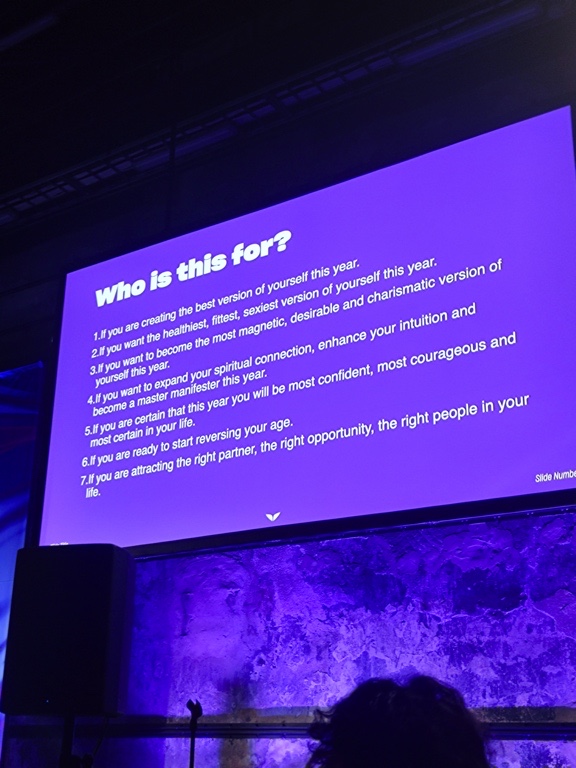 Who is this for?
1.If you are creating the best version of yourself this year.
2.If you want the healthiest, fittest, sexiest version of yourself this year.
3.If you want to become the most magnetic, desirable and charismatic version of
yourself this year.
4.If you want to expand your spiritual connection, enhance your intuition and
become a master manifester this year.
5.If you are certain that this year you will be most confident, most courageous and
most certain in your life.
6.If you are ready to start reversing your age.
7.If you are attracting the right partner, the right opportunity, the right people in your
life.
Slide Numbe